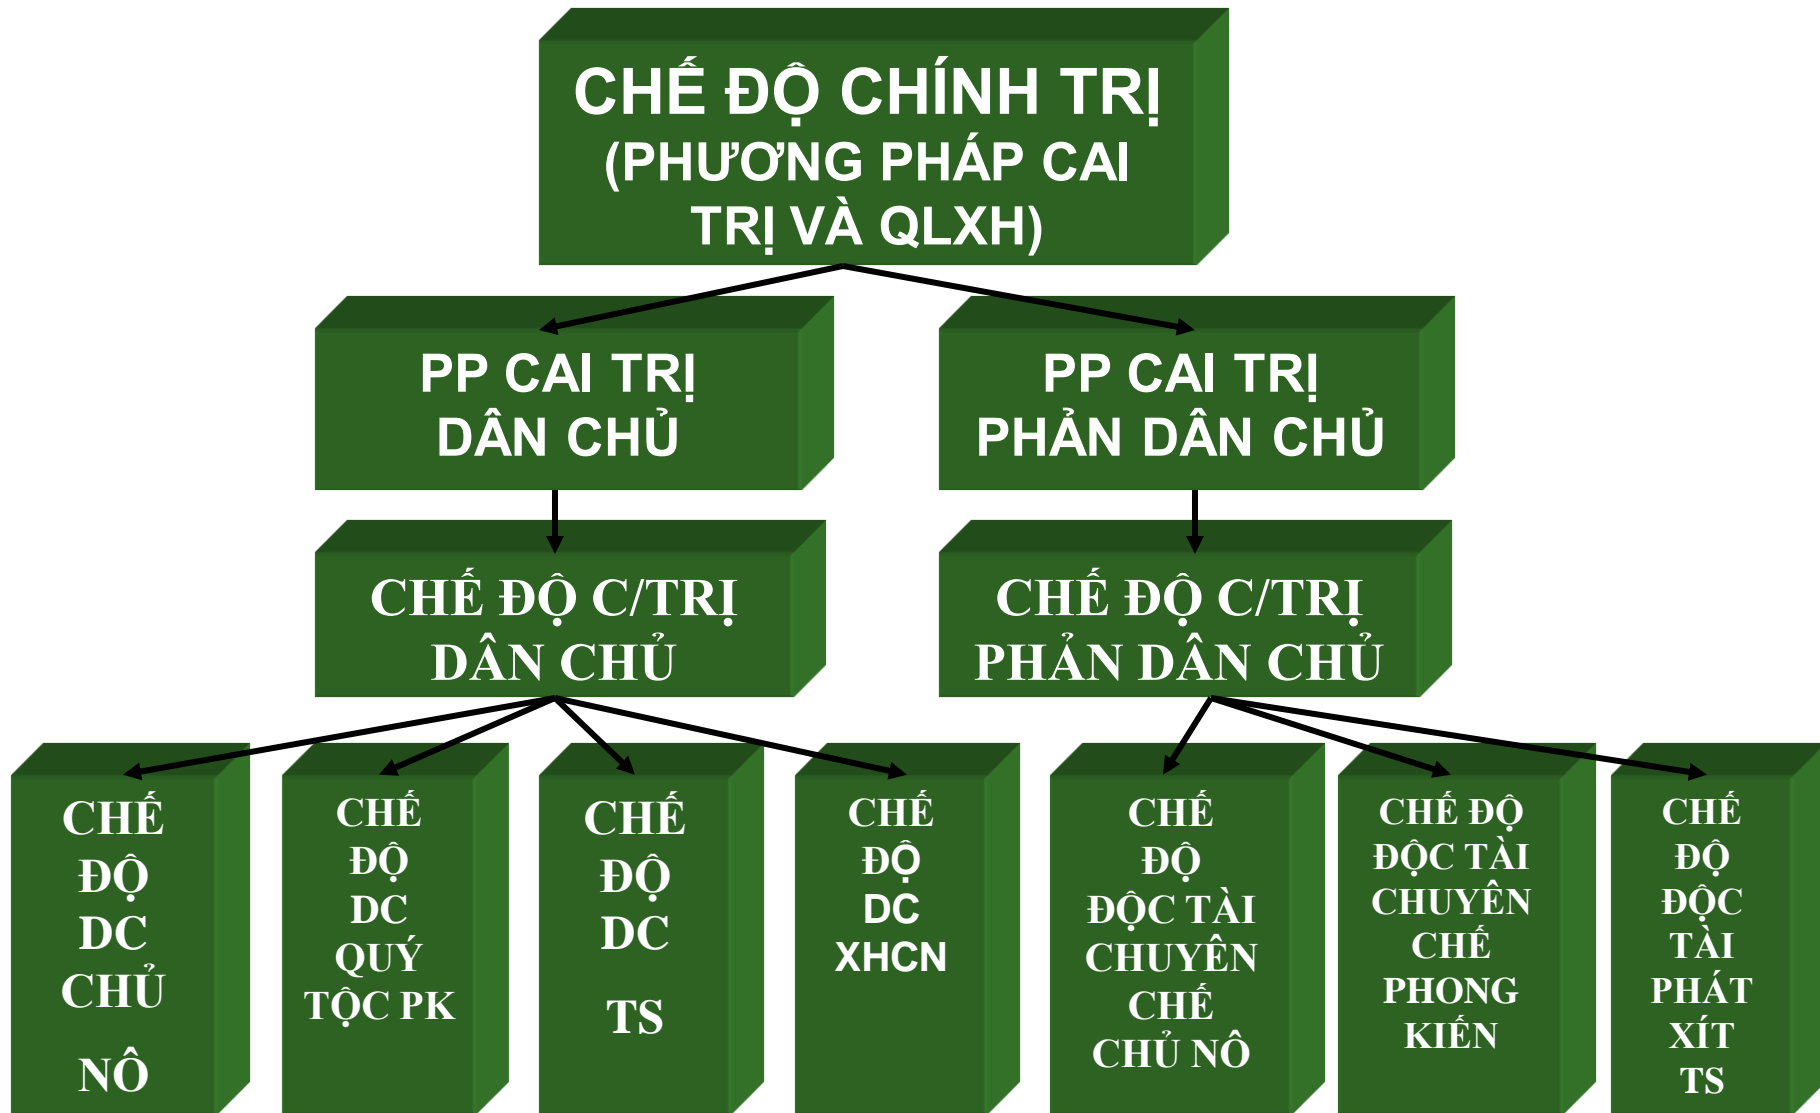 CHẾ ĐỘ CHÍNH TRỊ
(PHƯƠNG PHÁP CAI
TRỊ VÀ QLXH)
PP CAI TRỊ
DÂN CHỦ
PP CAI TRỊ
PHẢN DÂN CHỦ
CHẾ ĐỘ C/TRỊ
DÂN CHỦ
CHẾ ĐỘ C/TRỊ
PHẢN DÂN CHỦ
CHẾ
ĐỘ
DC
CHỦ
NÔ
CHẾ
ĐỘ
DC
QUÝ
TỘC PK
CHẾ
ĐỘ
DC
TS
CHẾ
ĐỘ
DC
XHCN
CHẾ
ĐỘ
ĐỘC TÀI
CHUYÊN
CHẾ
CHỦ NÔ
CHẾ ĐỘ
ĐỘC TÀI
CHUYÊN
CHẾ
PHONG
KIẾN
CHẾ
ĐỘ
ĐỘC
TÀI
PHÁT
XÍT
TS